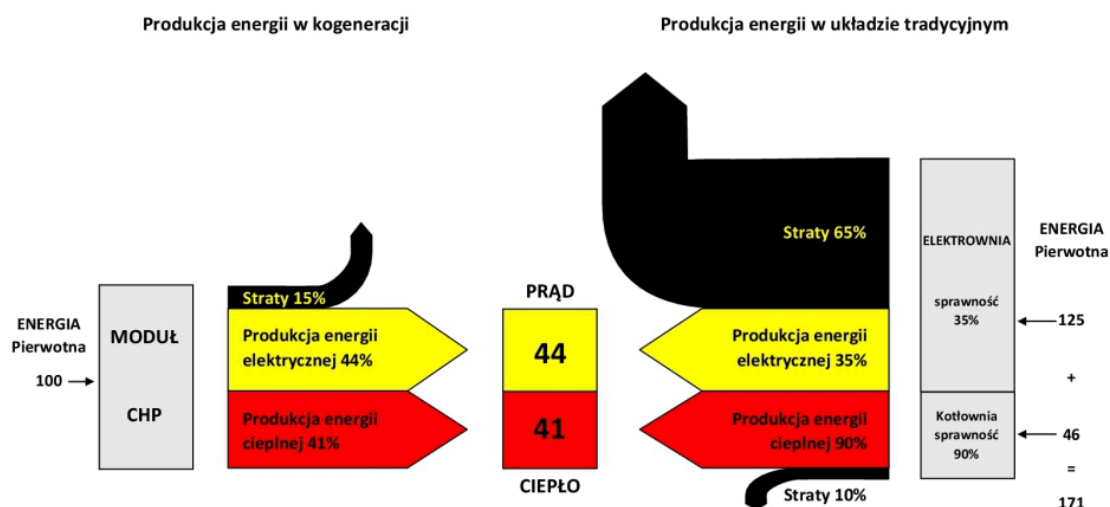 Produkcja energii w kogeneracji
Produkcja energii w układzie tradycyjnym
ENERGIA
Pierwotna
100
MODUŁ
CHP
Straty 15%
Produkcja energii
elektrycznej 44%
Produkcja energii
cieplnej 41%
PRĄD
44
41
CIEPŁO
Straty 65%
Produkcja energii
elektrycznej 35%
Produkcja energii
cieplnej 90%
Straty 10%
ELEKTROWNIA
sprawność
35%
Kotłownia
sprawność
90%
ENERGIA
Pierwotna
125
+
46
=
171